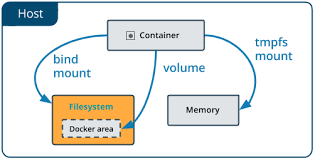 Host
Container
bind
mount
volume
tmpfs
mount
Filesystem
Docker area
Memory